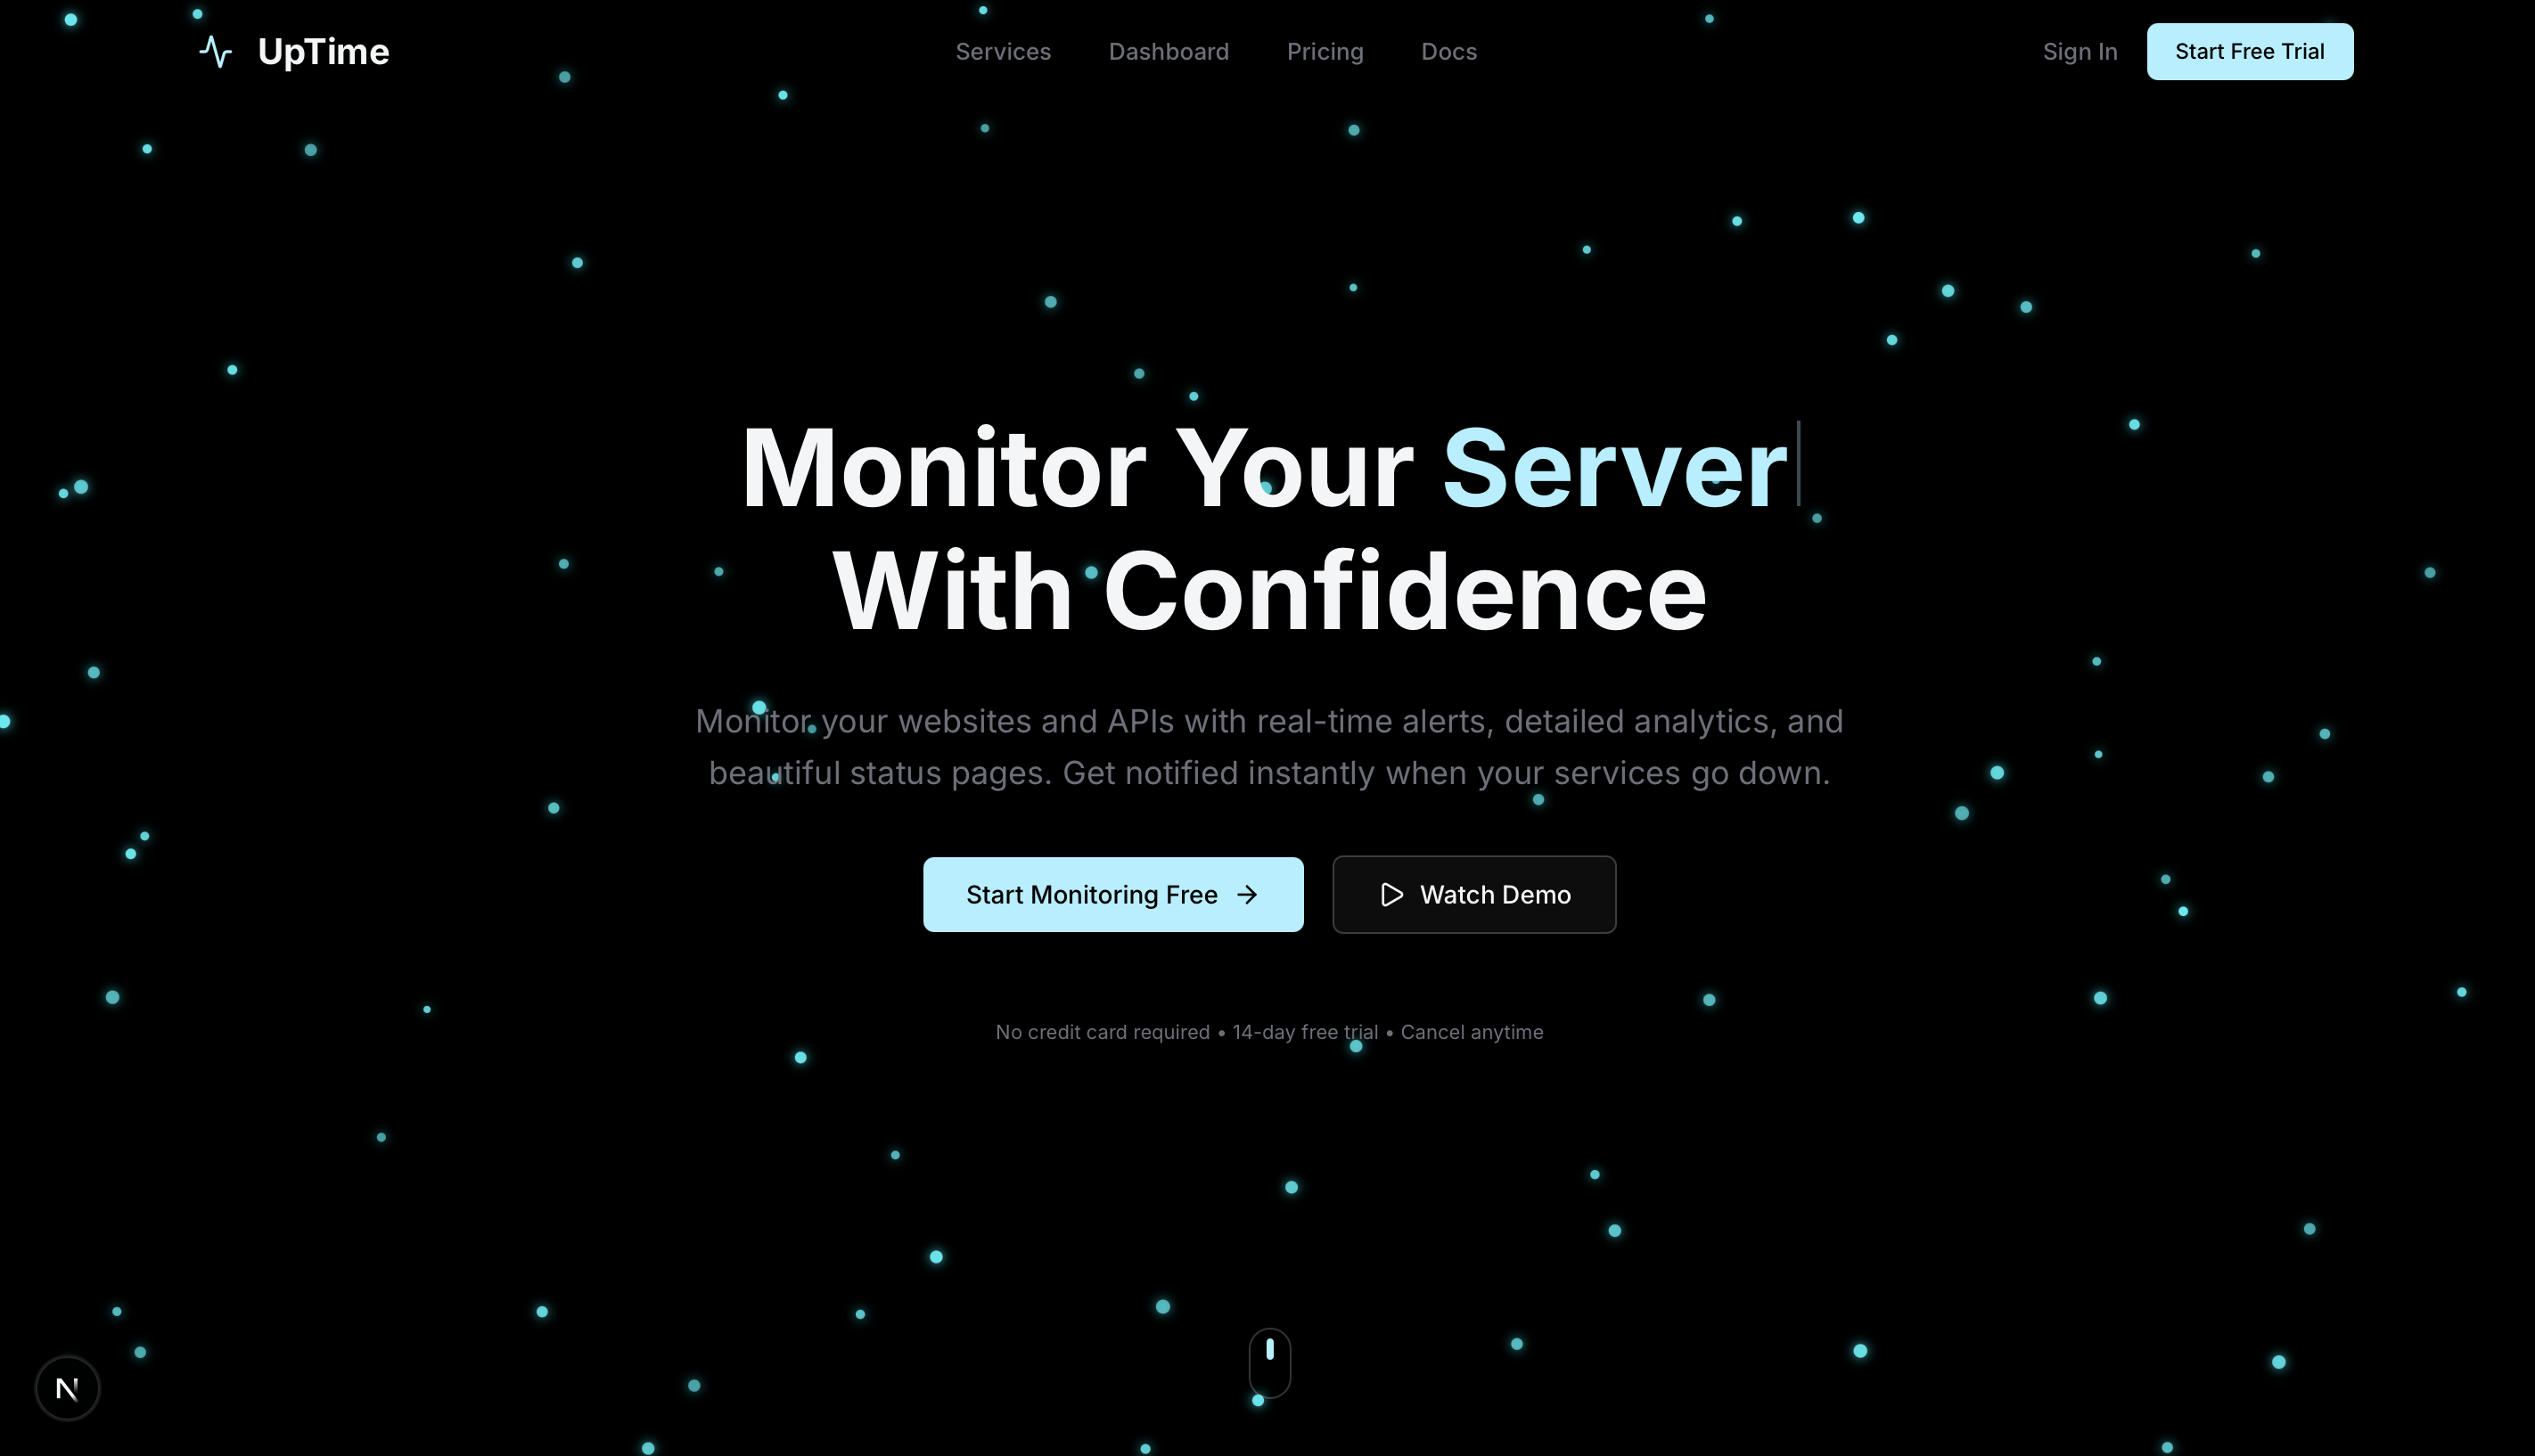 UpTime
Services Dashboard Pricing Docs
Sign In
Start Free Trial
Monitor Your Server
With Confidence
Monitor your websites and APIs with real-time alerts, detailed analytics, and
beautiful status pages. Get notified instantly when your services go down.
Start Monitoring Free →
Watch Demo
No credit card required • 14-day free trial • Cancel anytime
N